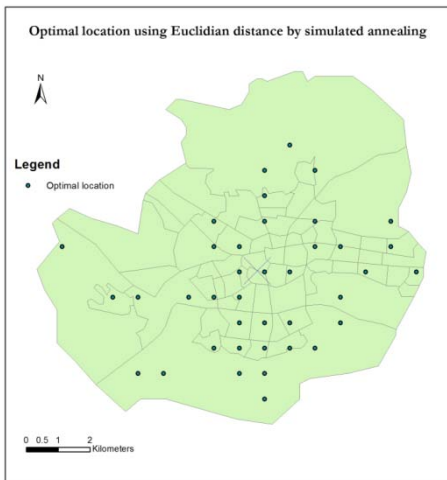 Optimal location using Euclidian distance by simulated annealing
N
Legend
Optimal location
0 0.5 1 2
Kilometers